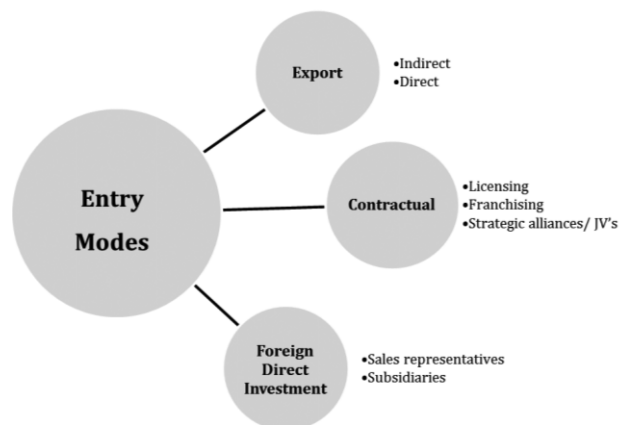 Export
•Indirect
•Direct
Entry
Modes
Contractual
•Licensing
•Franchising
•Strategic alliances/ JV's
Foreign
Direct
Investment
•Sales representatives
•Subsidiaries